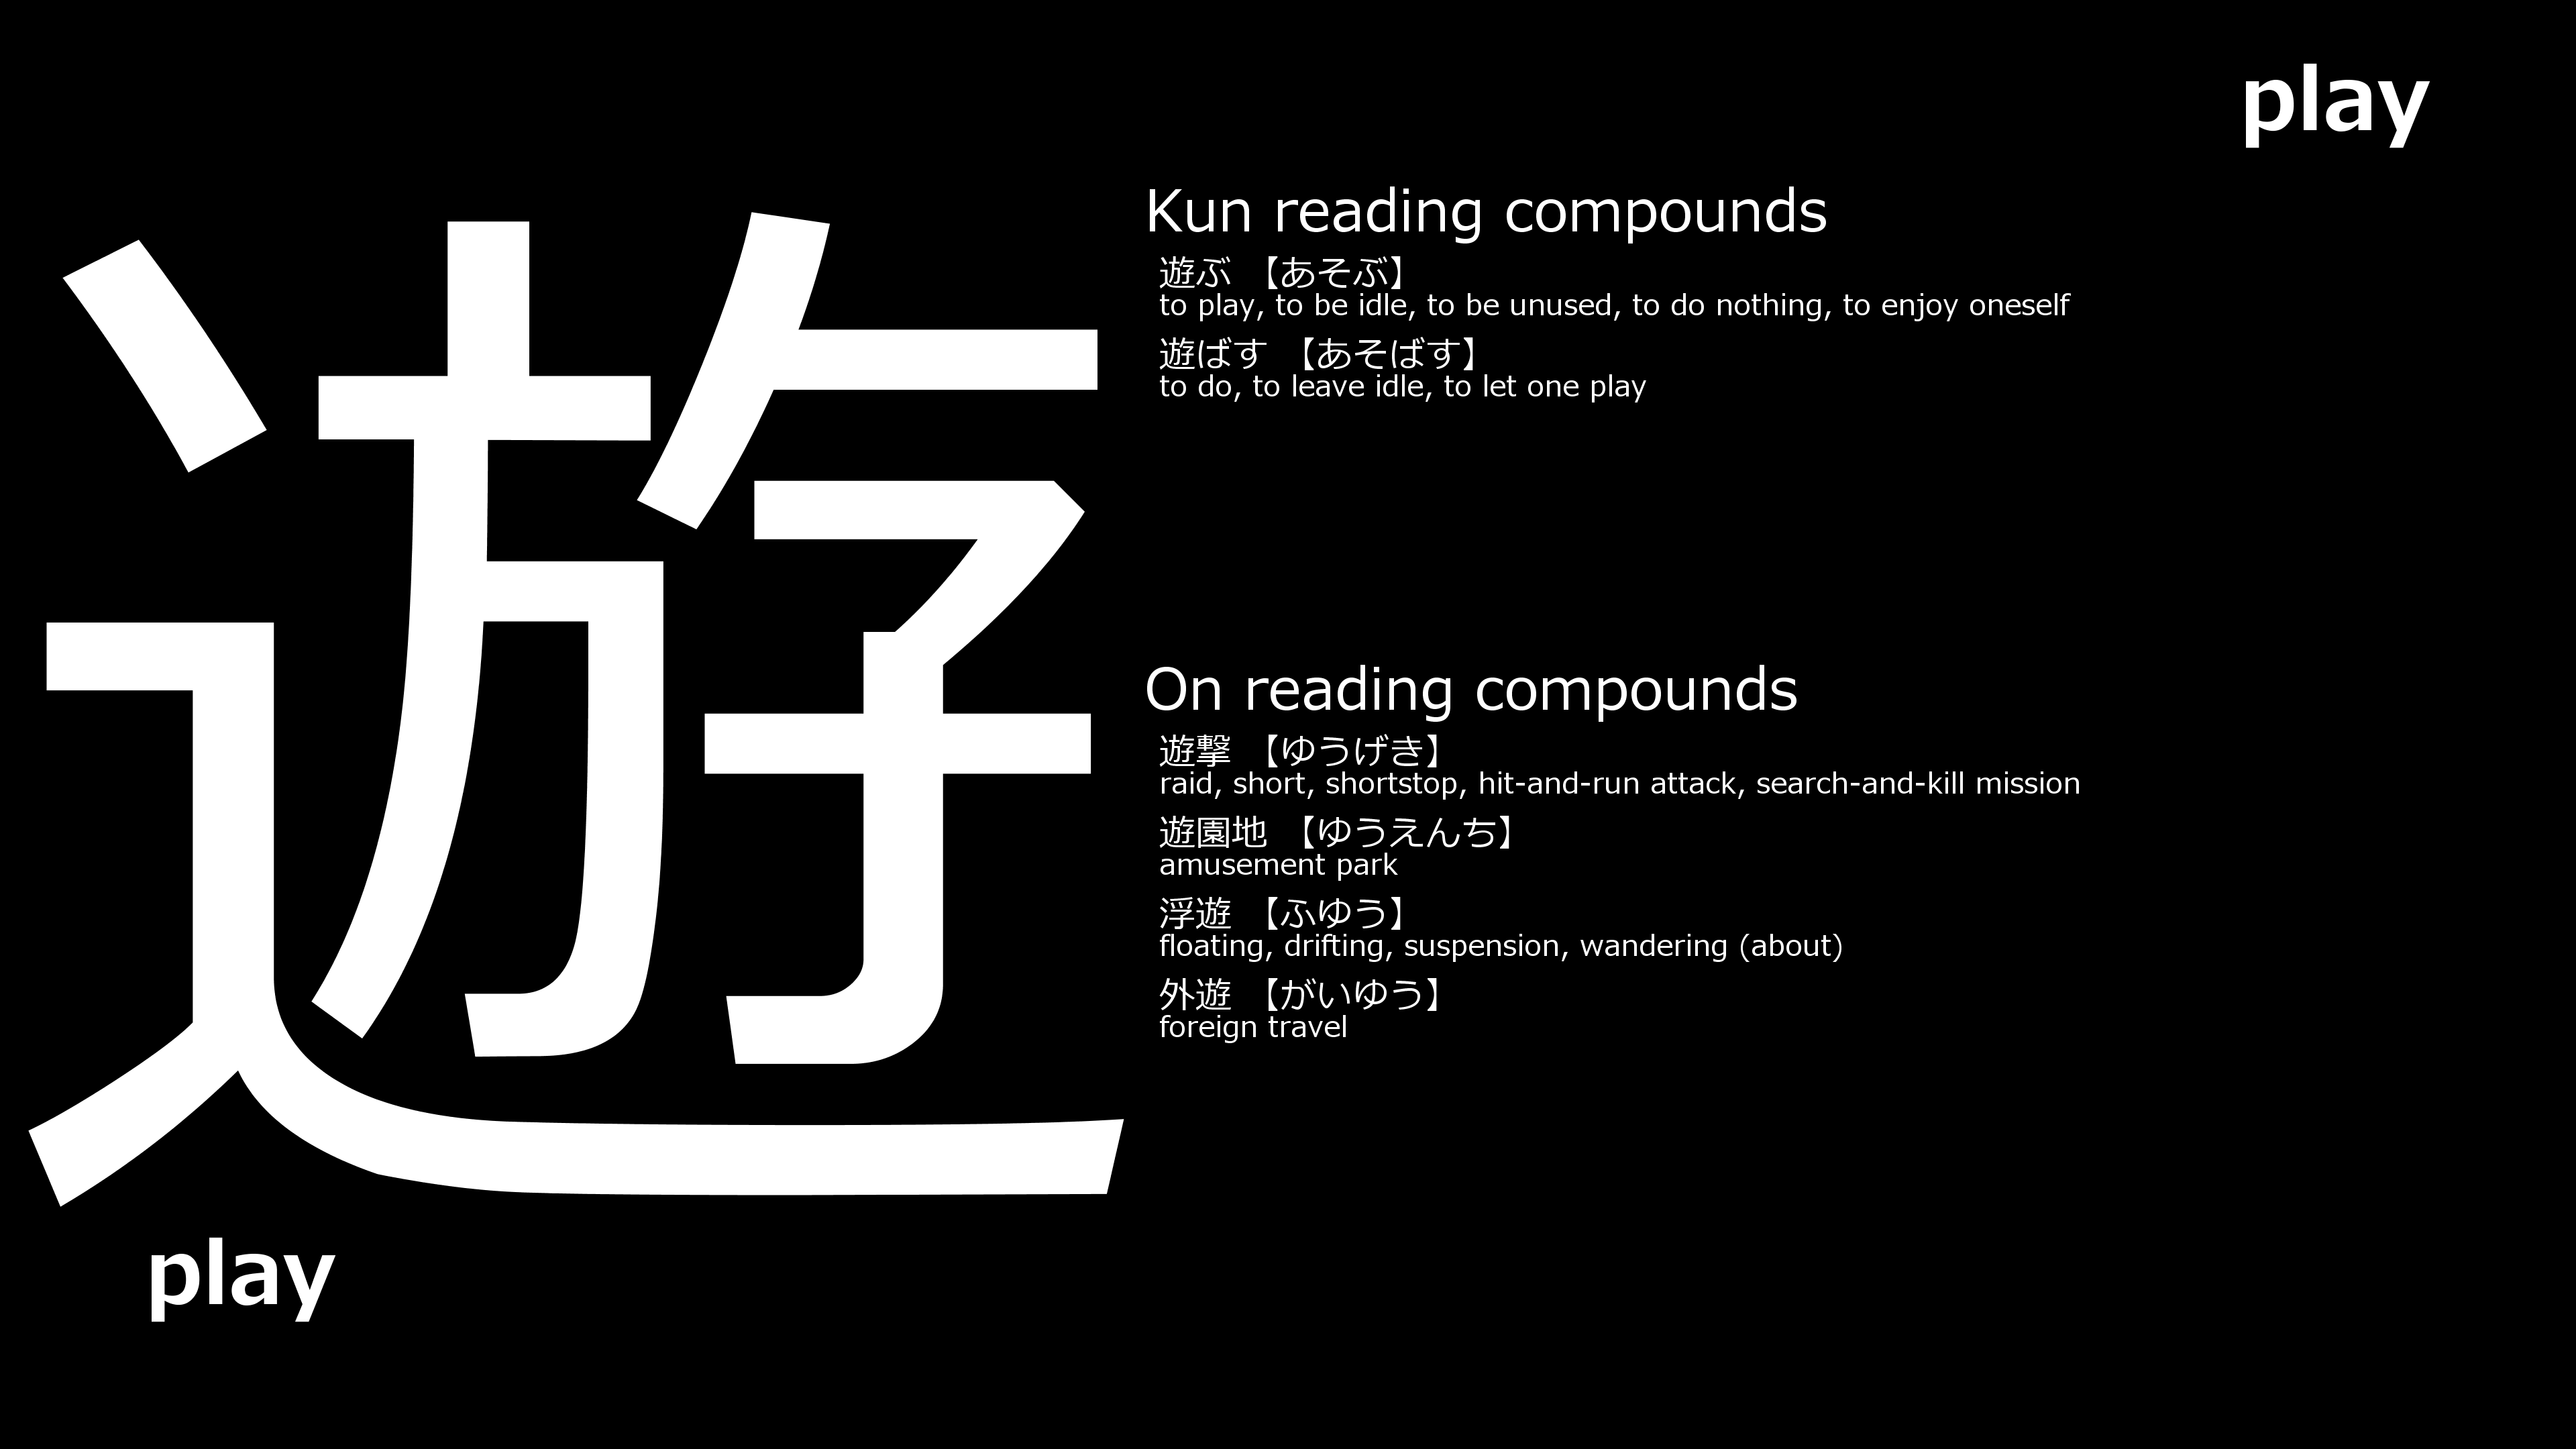 play
遊
Kun reading compounds
遊ぶ 【あそぶ】
to play, to be idle, to be unused, to do nothing, to enjoy oneself
遊ばす 【あそばす】
to do, to leave idle, to let one play
On reading compounds
遊撃 【ゆうげき】
raid, short, shortstop, hit-and-run attack, search-and-kill mission
遊園地 【ゆうえんち】
amusement park
浮遊 【ふゆう】
floating, drifting, suspension, wandering (about)
外遊 【がいゆう】
foreign travel
play